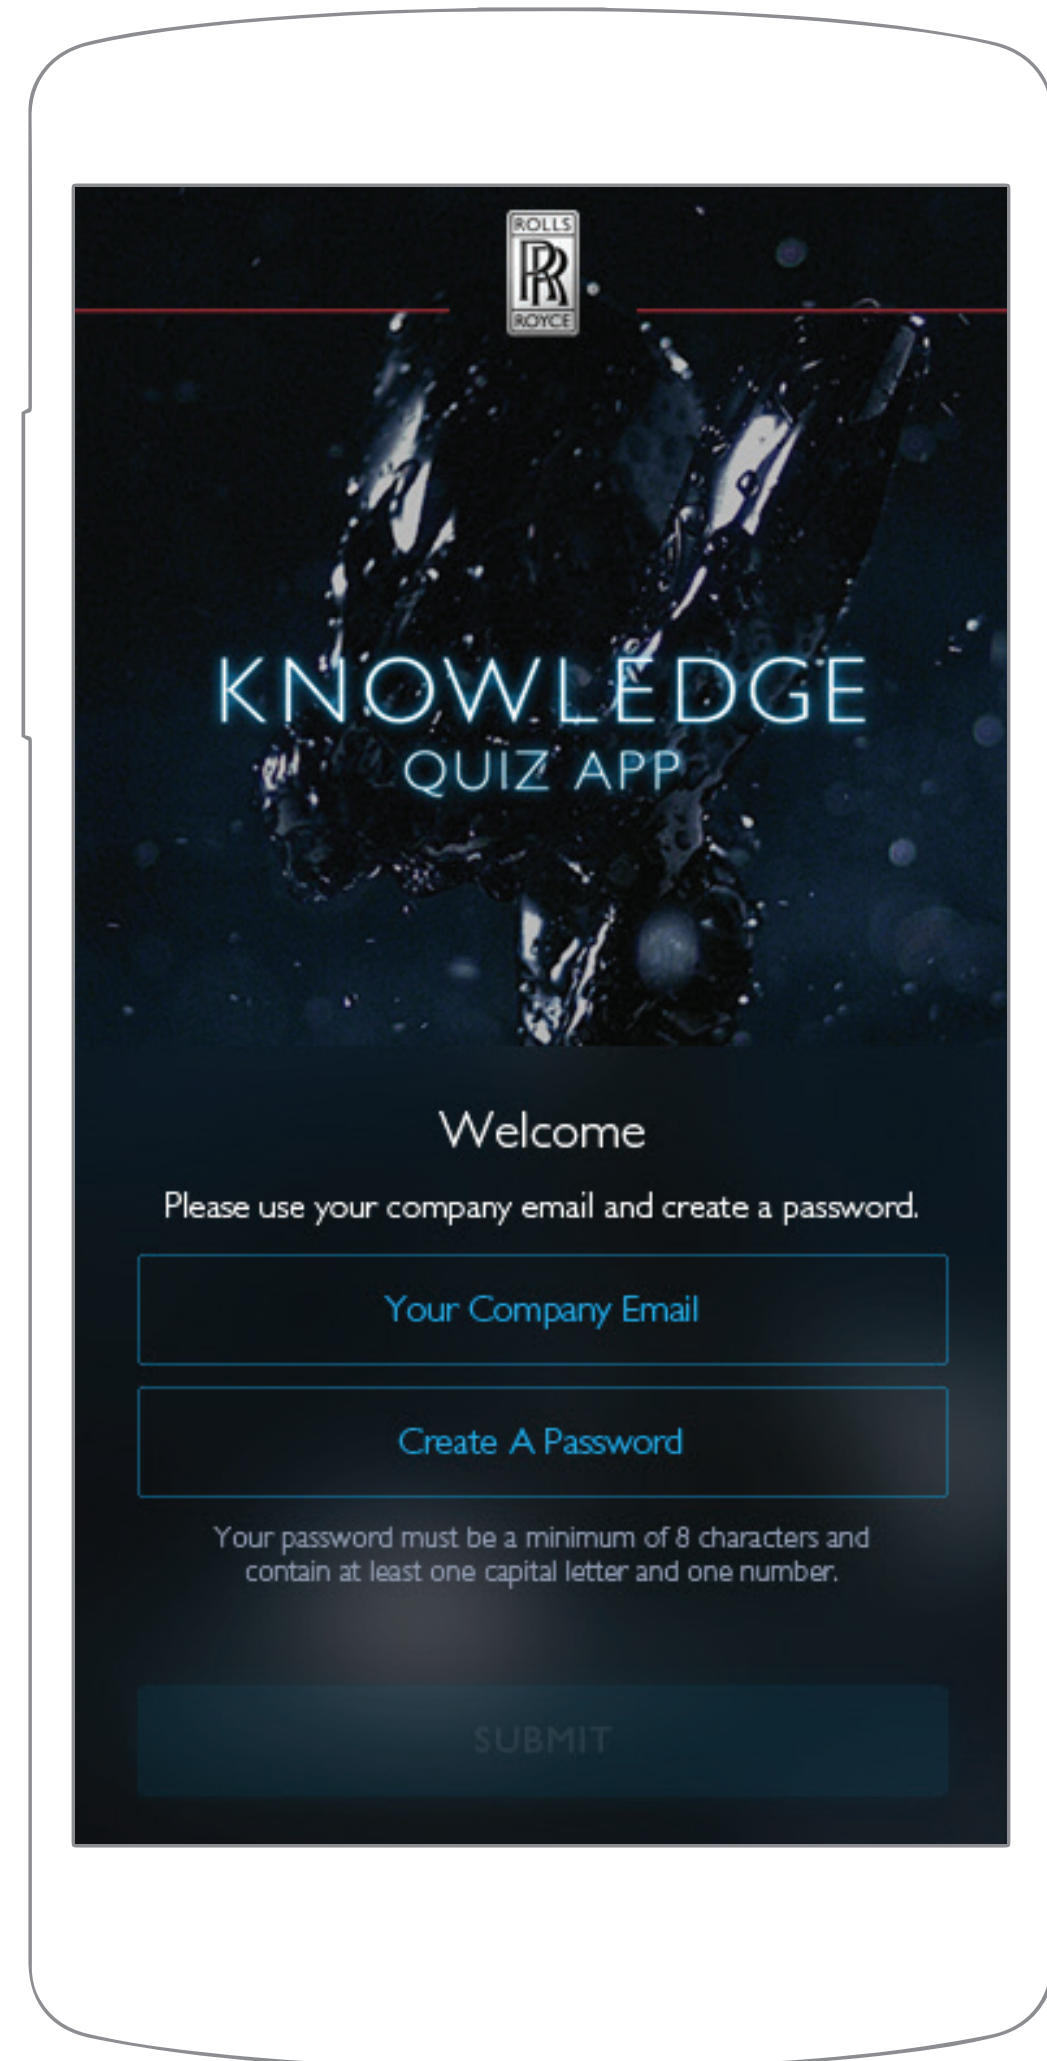 ROLLS
RR
ROYCE
KNOWLEDGE
QUIZ APP
Welcome
Please use your company email and create a password.
Your Company Email
Create A Password
Your password must be a minimum of 8 characters and
contain at least one capital letter and one number.
SUBMIT